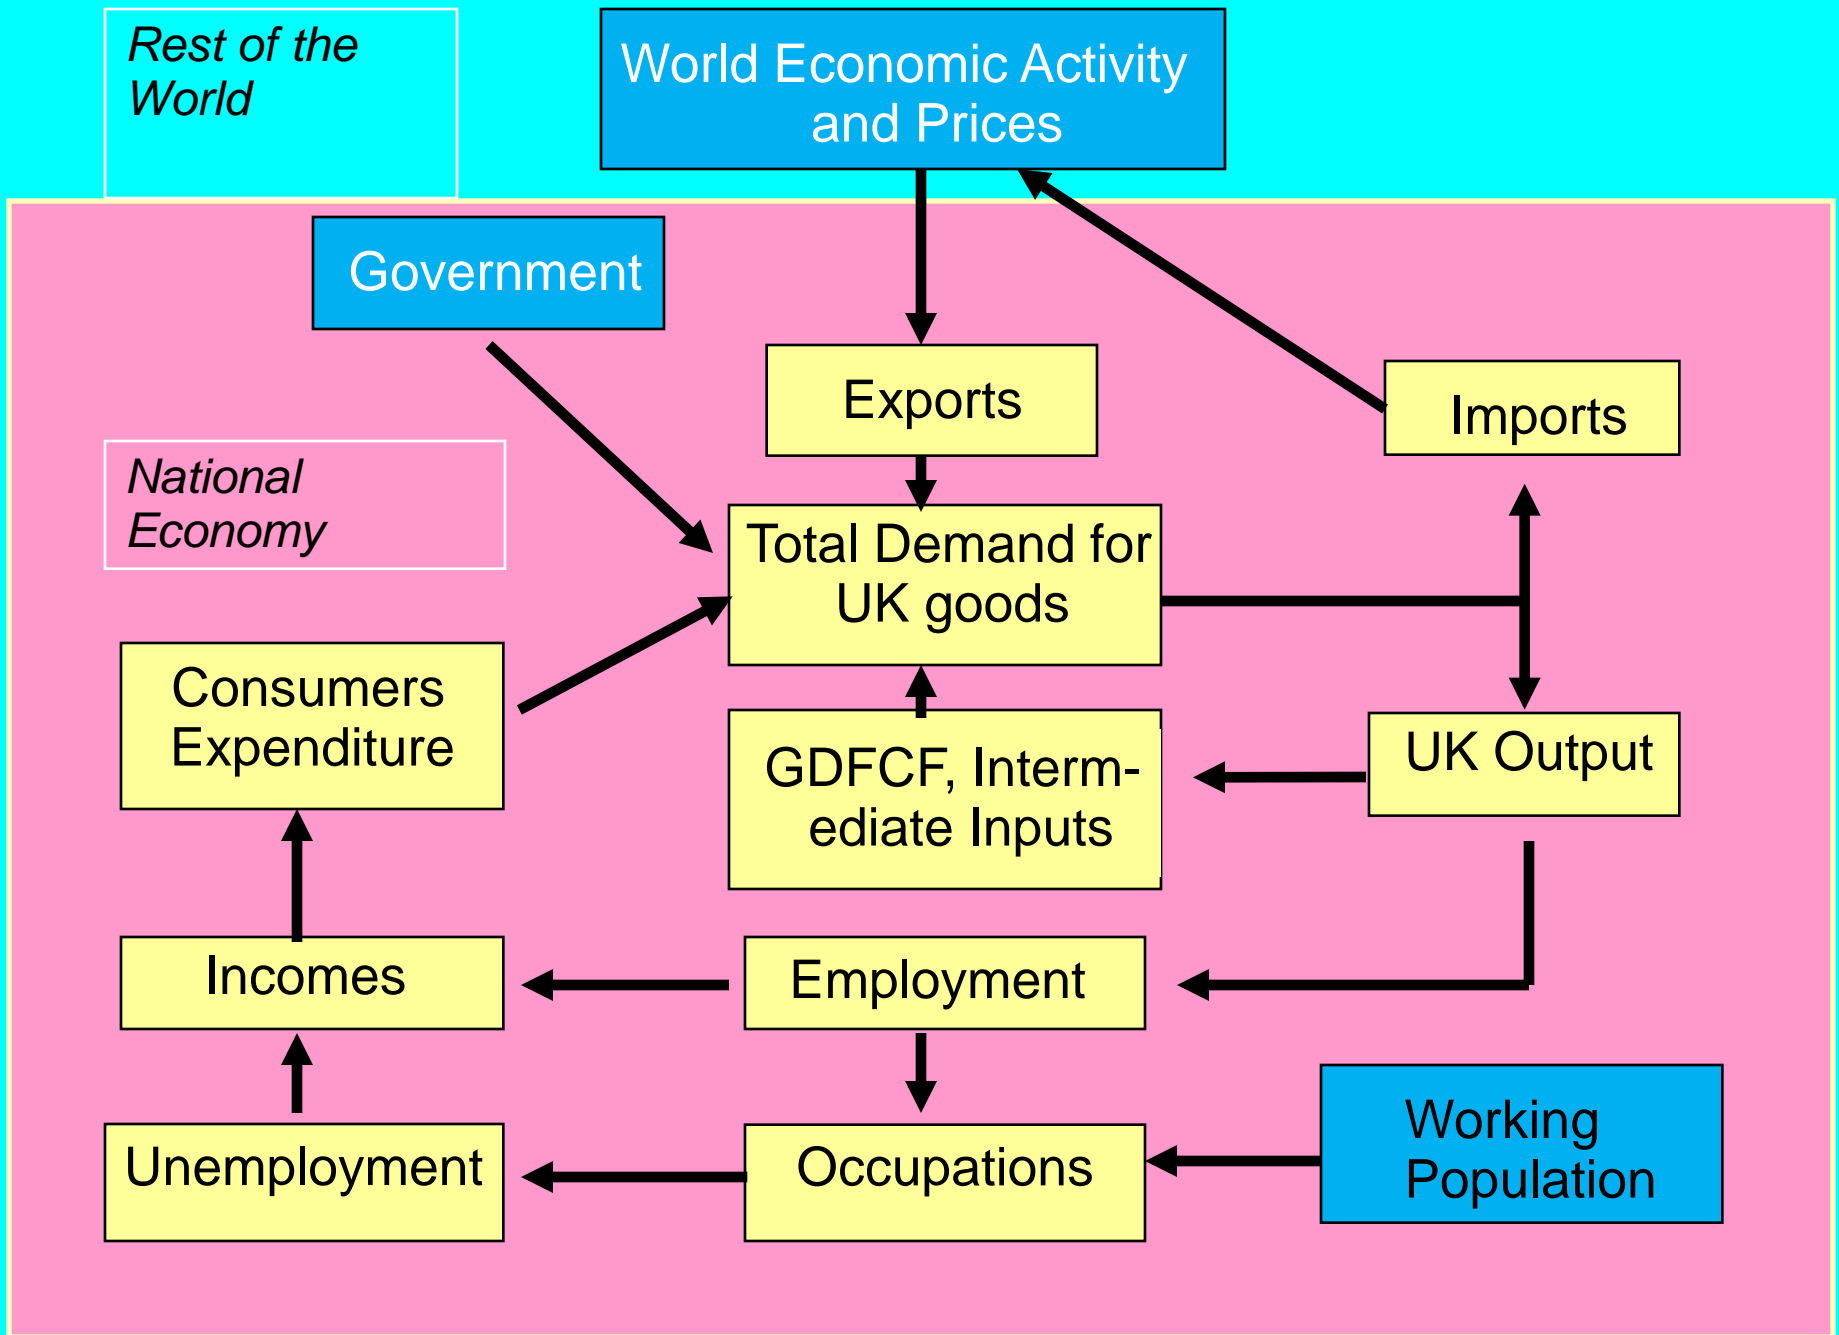 Rest of the
World
World Economic Activity
and Prices
Government
Exports
Imports
National
Economy
Total Demand for
UK goods
Consumers
Expenditure
GDFCF, Interm-
ediate Inputs
UK Output
Incomes
Employment
Working
Population
Unemployment
Occupations